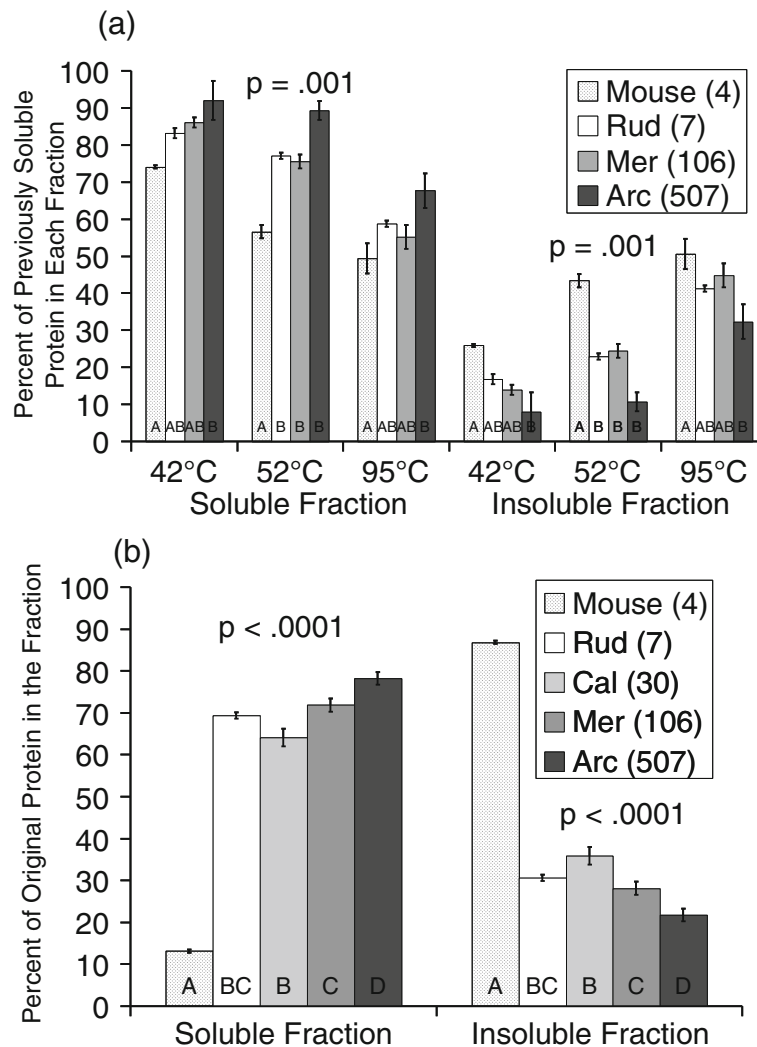 (a)
Percent of Previously Soluble
Protein in Each Fraction
100
90
80
70
60
50
40
30
20
10
0
p = .001
p = .001
Mouse (4)
Rud (7)
Mer (106)
Arc (507)
A AB AB B A B B B A AB AB B A AB AB B A B B B A AB AB B
42°C 52°C 95°C 42°C 52°C 95°C
Soluble Fraction Insoluble Fraction
(b)
Percent of Original Protein in the Fraction
100
90
80
70
60
50
40
30
20
10
0
p < .0001
p < .0001
Mouse (4)
Rud (7)
Cal (30)
Mer (106)
Arc (507)
A BC B C D A BC B C D
Soluble Fraction Insoluble Fraction